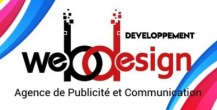 DEVELOPPEMENT
webdesign
Agence de Publicité et Communication